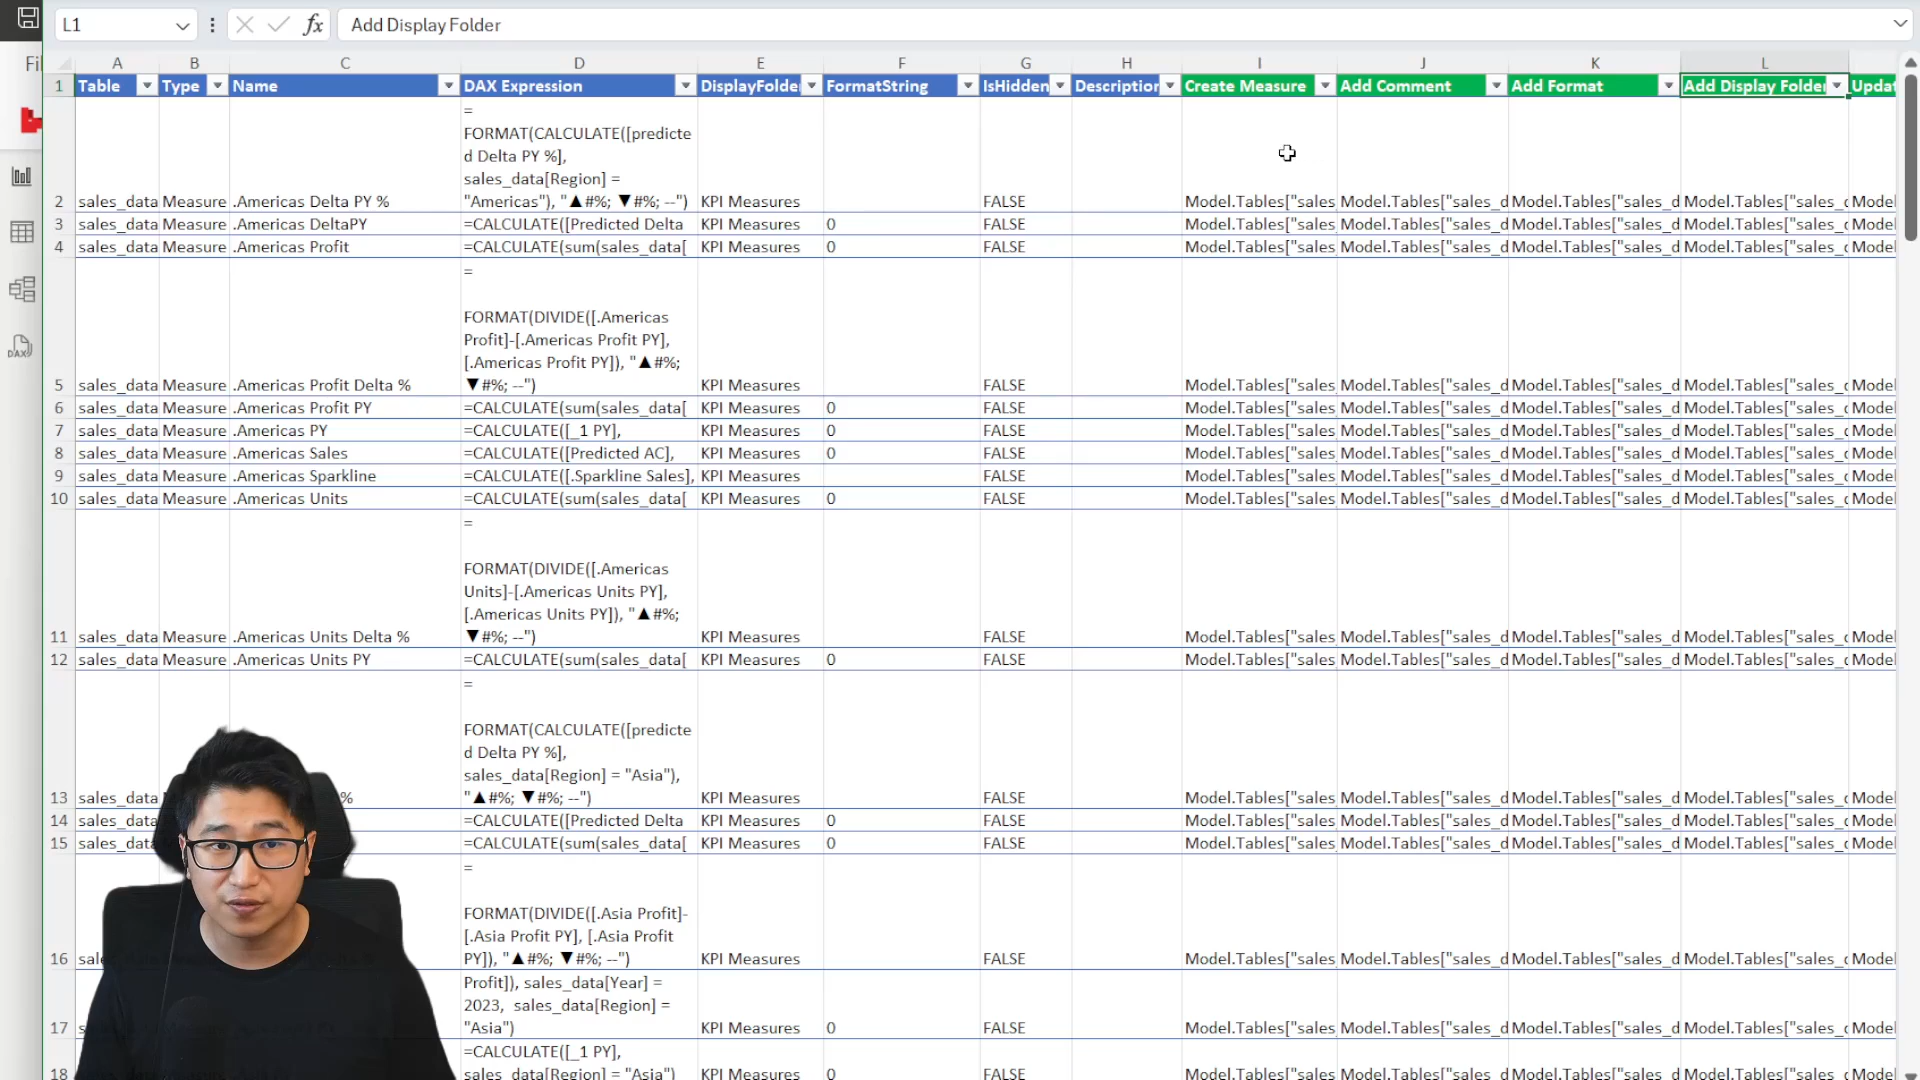 L1 fx Add Display Folder
Fi
A B C D E F G H I J K L
1 Table Type Name DAX Expression DisplayFolde FormatString IsHidden Description Create Measure Add Comment Add Format Add Display Folder Updat
=
FORMAT(CALCULATE([predicte
d Delta PY %],
sales_data[Region] =
2 sales_data Measure .Americas Delta PY % "Americas"), "▲#%; ▼#%; --") KPI Measures FALSE Model.Tables["sales_ Model.Tables["sales_d Model.Tables["sales_d Model.Tables["sales_d Model
3 sales_data Measure .Americas DeltaPY =CALCULATE([Predicted Delta KPI Measures 0 FALSE Model.Tables["sales_ Model.Tables["sales_d Model.Tables["sales_d Model.Tables["sales_d Model
4 sales_data Measure .Americas Profit =CALCULATE(sum(sales_data[ KPI Measures 0 FALSE Model.Tables["sales_ Model.Tables["sales_d Model.Tables["sales_d Model.Tables["sales_d Model
=
FORMAT(DIVIDE([.Americas
Profit]-[.Americas Profit PY],
[.Americas Profit PY]), "▲#%;
5 sales_data Measure .Americas Profit Delta % ▼#%; --") KPI Measures FALSE Model.Tables["sales_ Model.Tables["sales_d Model.Tables["sales_d Model.Tables["sales_d Model
6 sales_data Measure .Americas Profit PY =CALCULATE(sum(sales_data[ KPI Measures 0 FALSE Model.Tables["sales_ Model.Tables["sales_d Model.Tables["sales_d Model.Tables["sales_d Model
7 sales_data Measure .Americas PY =CALCULATE([_1 PY], KPI Measures 0 FALSE Model.Tables["sales_ Model.Tables["sales_d Model.Tables["sales_d Model.Tables["sales_d Model
8 sales_data Measure .Americas Sales =CALCULATE([Predicted AC], KPI Measures 0 FALSE Model.Tables["sales_ Model.Tables["sales_d Model.Tables["sales_d Model.Tables["sales_d Model
9 sales_data Measure .Americas Sparkline =CALCULATE([.Sparkline Sales], KPI Measures FALSE Model.Tables["sales_ Model.Tables["sales_d Model.Tables["sales_d Model.Tables["sales_d Model
10 sales_data Measure .Americas Units =CALCULATE(sum(sales_data[ KPI Measures 0 FALSE Model.Tables["sales_ Model.Tables["sales_d Model.Tables["sales_d Model.Tables["sales_d Model
=
FORMAT(DIVIDE([.Americas
Units]-[.Americas Units PY],
[.Americas Units PY]), "▲#%;
11 sales_data Measure .Americas Units Delta % ▼#%; --") KPI Measures FALSE Model.Tables["sales_ Model.Tables["sales_d Model.Tables["sales_d Model.Tables["sales_d Model
12 sales_data Measure .Americas Units PY =CALCULATE(sum(sales_data[ KPI Measures 0 FALSE Model.Tables["sales_ Model.Tables["sales_d Model.Tables["sales_d Model.Tables["sales_d Model
=
FORMAT(CALCULATE([predicte
d Delta PY %],
sales_data[Region] = "Asia"),
13 sales_data % "▲#%; ▼#%; --") KPI Measures FALSE Model.Tables["sales_ Model.Tables["sales_d Model.Tables["sales_d Model.Tables["sales_d Model
14 sales_data =CALCULATE([Predicted Delta KPI Measures 0 FALSE Model.Tables["sales_ Model.Tables["sales_d Model.Tables["sales_d Model.Tables["sales_d Model
15 sales_data =CALCULATE(sum(sales_data[ KPI Measures 0 FALSE Model.Tables["sales_ Model.Tables["sales_d Model.Tables["sales_d Model.Tables["sales_d Model
=
FORMAT(DIVIDE([.Asia Profit]-
[.Asia Profit PY], [.Asia Profit
16 PY]), "▲#%; ▼#%; --") KPI Measures FALSE Model.Tables["sales_ Model.Tables["sales_d Model.Tables["sales_d Model.Tables["sales_d Model
Profit]), sales_data[Year] =
2023, sales_data[Region] =
17 "Asia") KPI Measures 0 FALSE Model.Tables["sales_ Model.Tables["sales_d Model.Tables["sales_d Model.Tables["sales_d Model
=CALCULATE([_1 PY],
18 sales_data[Region] = "Asia") KPI Measures 0 FALSE Model.Tables["sales_ Model.Tables["sales_d Model.Tables["sales_d Model.Tables["sales_d Model
DAX